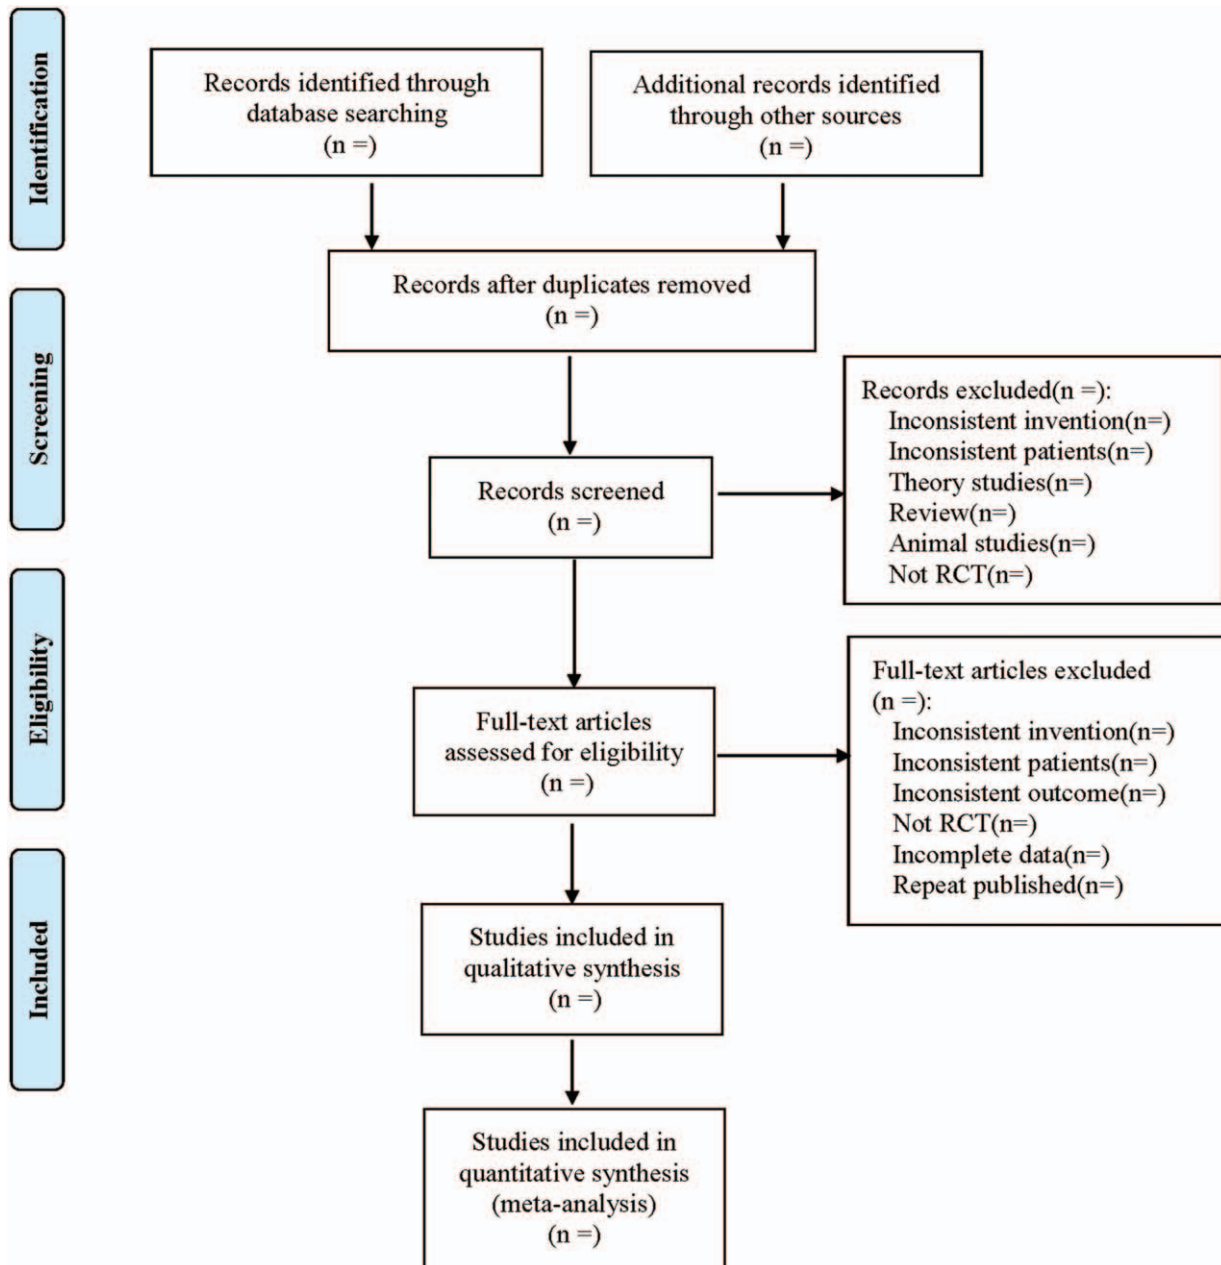 Identification
Records identified through
database searching
(n =)
Additional records identified
through other sources
(n =)
Records after duplicates removed
(n =)
Screening
Records screened
(n =)
Records excluded(n =):
Inconsistent invention(n=)
Inconsistent patients(n=)
Theory studies(n=)
Review(n=)
Animal studies(n=)
Not RCT(n=)
Eligibility
Full-text articles
assessed for eligibility
(n =)
Full-text articles excluded
(n =):
Inconsistent invention(n=)
Inconsistent patients(n=)
Inconsistent outcome(n=)
Not RCT(n=)
Incomplete data(n=)
Repeat published(n=)
Included
Studies included in
qualitative synthesis
(n =)
Studies included in
quantitative synthesis
(meta-analysis)
(n =)